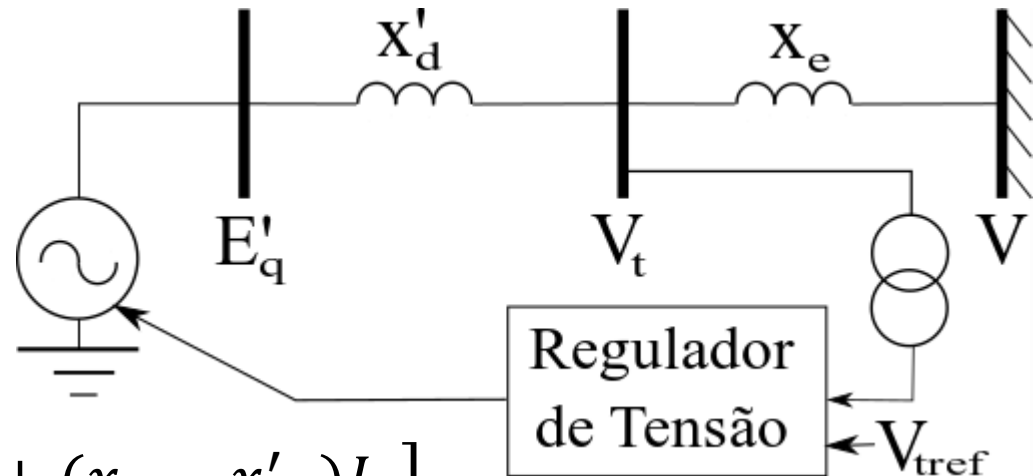 x'd
xe
E'q
Vt
V
Regulador
de Tensão
Vtref
(x x' )I ]